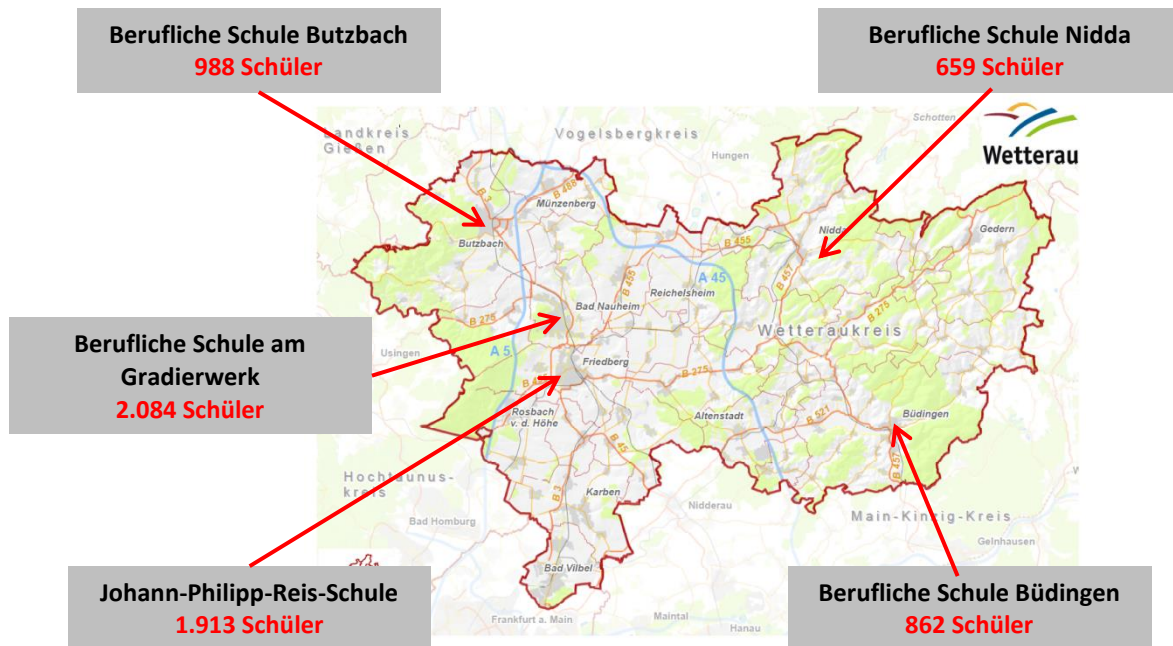 Berufliche Schule Butzbach
988 Schüler
Berufliche Schule Nidda
659 Schüler
Landkreis
Gießen
Vogelsbergkreis
Schotten
Hungen
Wetterau
B 3
B 488
Münzenberg
Butzbach
Nidda
Gedern
B 455
B 455
A 45
B 457
B 275
Reichelsheim
Bad Nauheim
Wetteraukreis
B 275
Usingen
A 5
Friedberg
B 275
Berufliche Schule am
Gradierwerk
2.084 Schüler
Rosbach
v. d. Höhe
Altenstadt
B 521
Büdingen
B 45
B 457
Hochtaunus-
kreis
B 3
Karben
Nidderau
Main-Kinzig-Kreis
Bad Homburg
Gelnhausen
Bad Vilbel
Johann-Philipp-Reis-Schule
1.913 Schüler
Berufliche Schule Büdingen
862 Schüler
Frankfurt a. Main
Maintal
Hanau